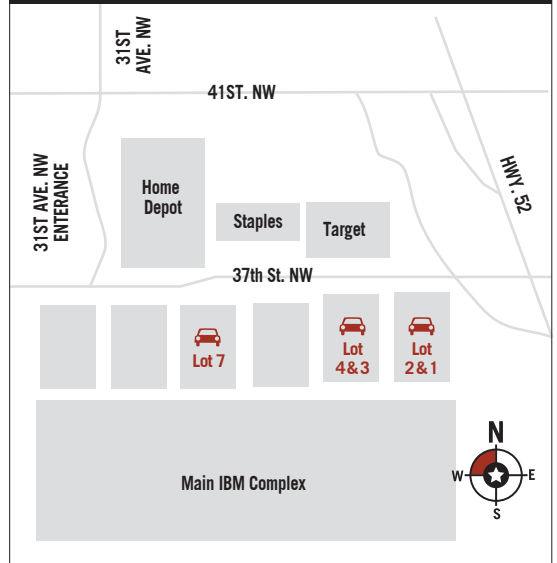 31ST
AVE. NW
41ST. NW
31ST AVE. NW
ENTERANCE
Home
Depot
HWY. 52
Staples
Target
37th St. NW
Lot 7
Lot
4&3
Lot
2&1
Main IBM Complex
N
W
E
S